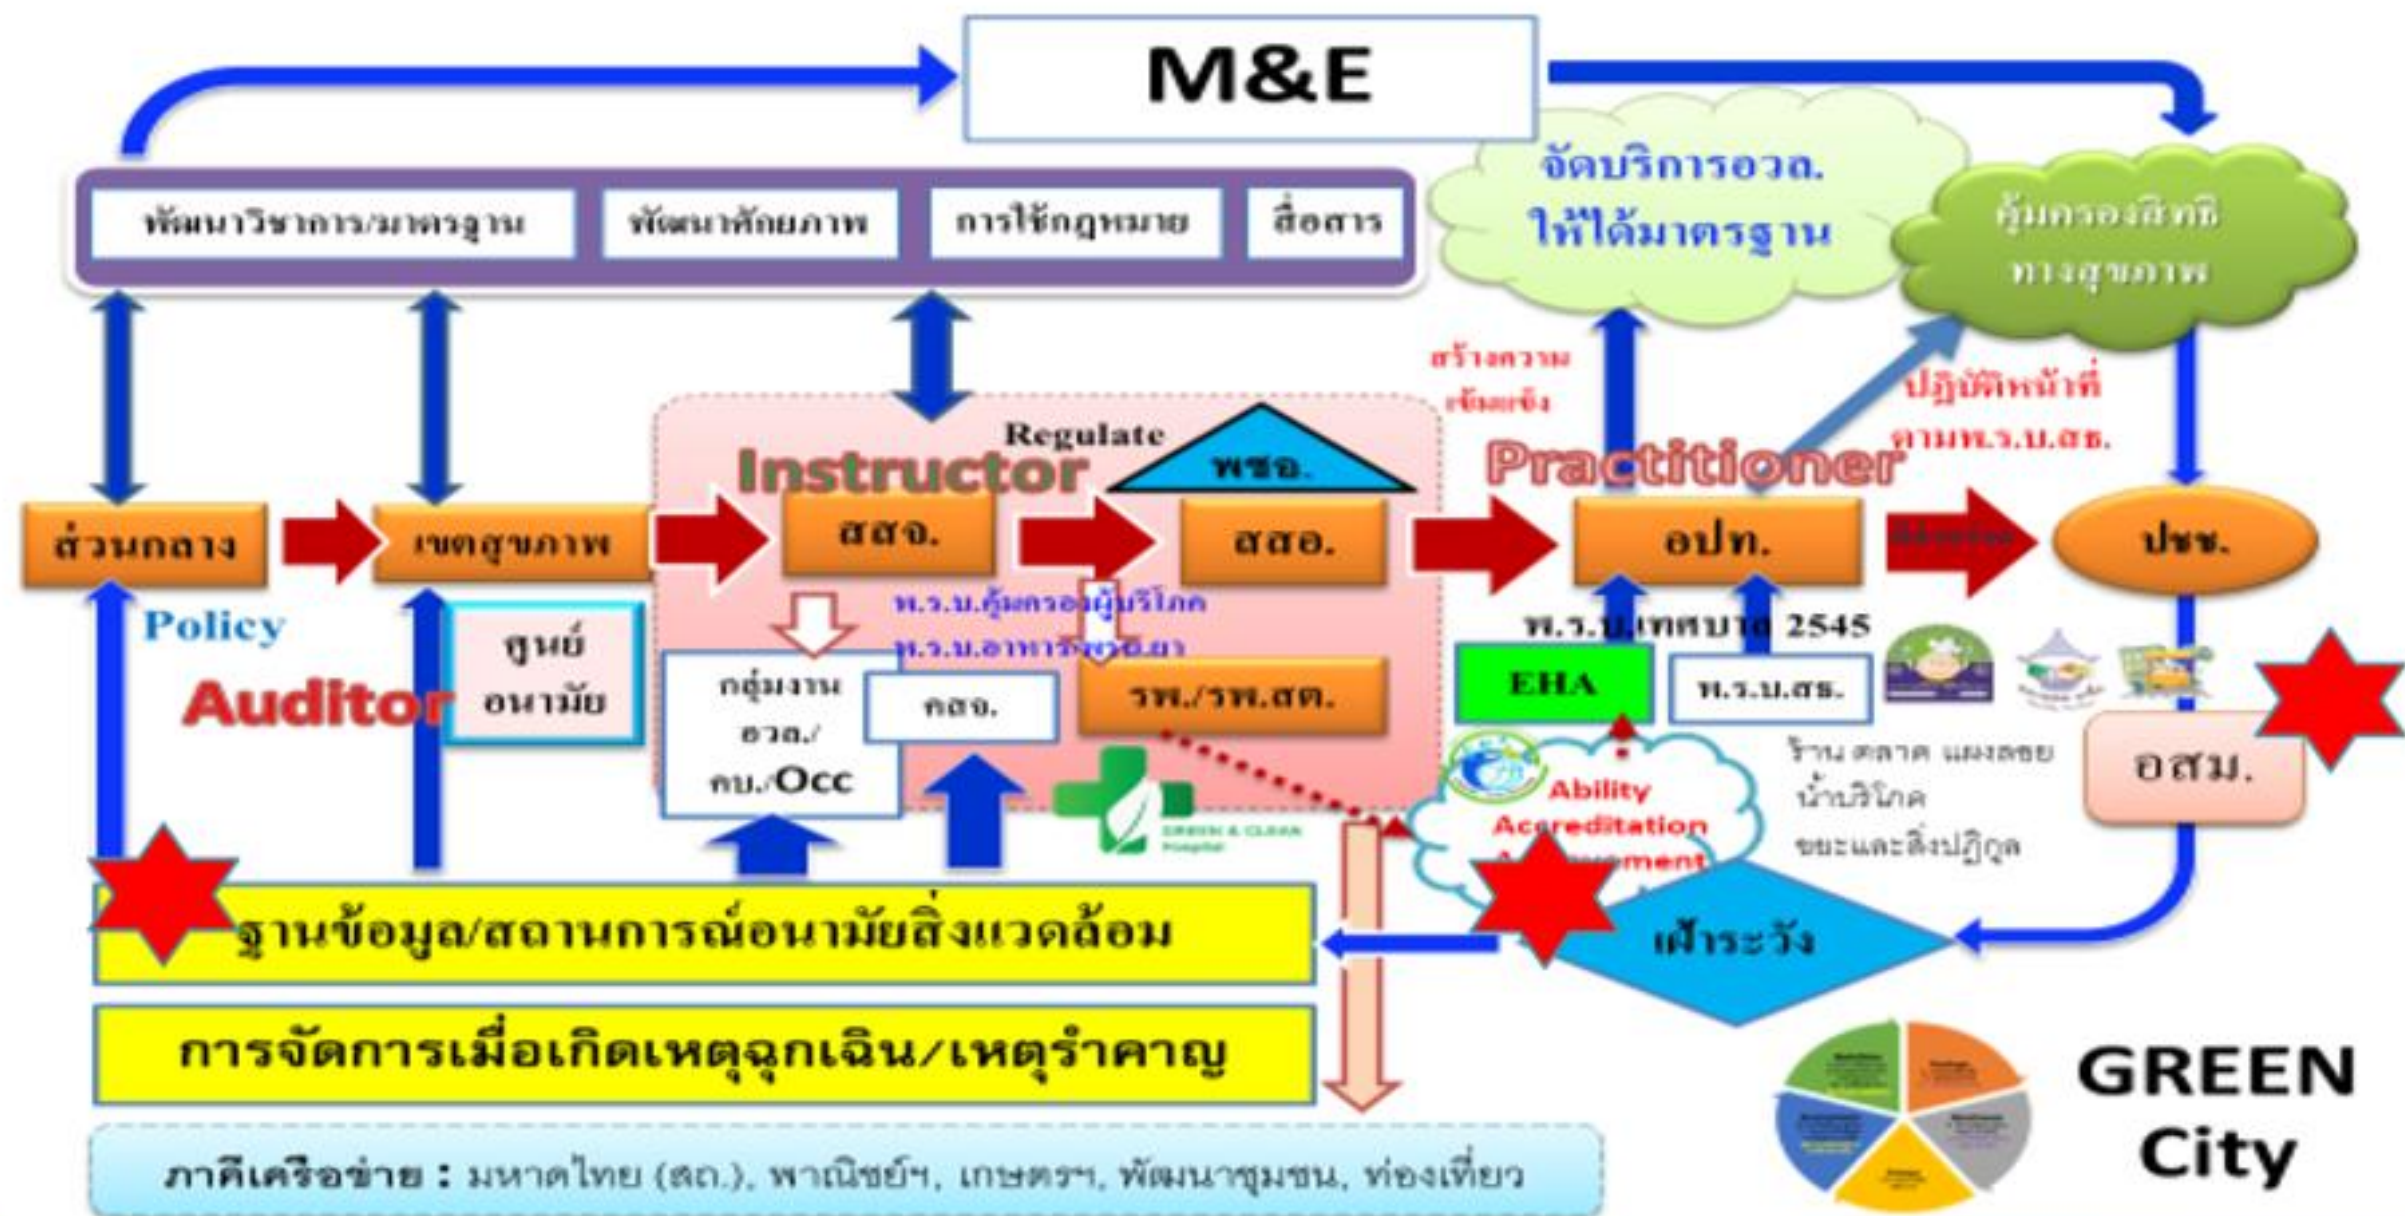 M&E
จัดบริการอวล.
ให้ได้มาตรฐาน
คุ้มครองสิทธิ
ทางสุขภาพ
พัฒนาวิชาการ/มาตรฐาน
พัฒนาศักยภาพ
การใช้กฎหมาย
สื่อสาร
สร้างความ
เข้มแข็ง
ปฏิบัติหน้าที่
ตามพ.ร.บ.สธ.
Regulate
Instructor
พชอ.
Practitioner
ส่วนกลาง
เขตสุขภาพ
สสจ.
สสอ.
อปท.
ปชช.
Policy
Auditor
ศูนย์
อนามัย
พ.ร.บ.คุ้มครองผู้บริโภค
พ.ร.บ.อาหาร
พ.ร.บ.เทศบาล 2545
กลุ่มงาน
อวล./
คบ./Occ
คสจ.
รพ./รพ.สต.
EHA
พ.ร.บ.สธ.
GREEN & CLEAN
Hospital
Ability
Accreditation
ร้าน ตลาด แผงลอย
น้ำบริโภค
ขยะและสิ่งปฏิกูล
อสม.
ฐานข้อมูล/สถานการณ์อนามัยสิ่งแวดล้อม
เฝ้าระวัง
การจัดการเมื่อเกิดเหตุฉุกเฉิน/เหตุรำคาญ
GREEN
City
ภาคีเครือข่าย : มหาดไทย (สถ.), พาณิชย์ฯ, เกษตรฯ, พัฒนาชุมชน, ท่องเที่ยว